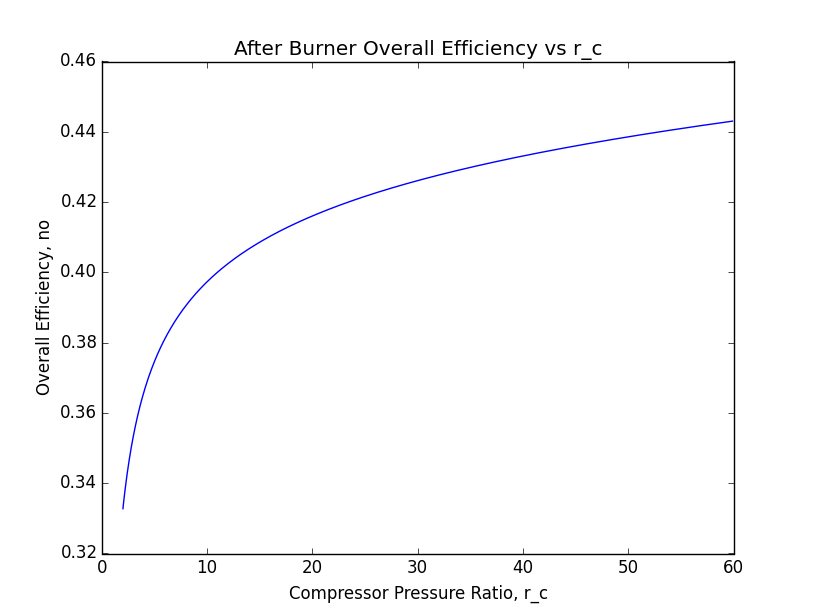 After Burner Overall Efficiency vs r_c
0.46
0.44
0.42
0.40
0.38
0.36
0.34
0.32
Overall Efficiency, no
0 10 20 30 40 50 60
Compressor Pressure Ratio, r_c